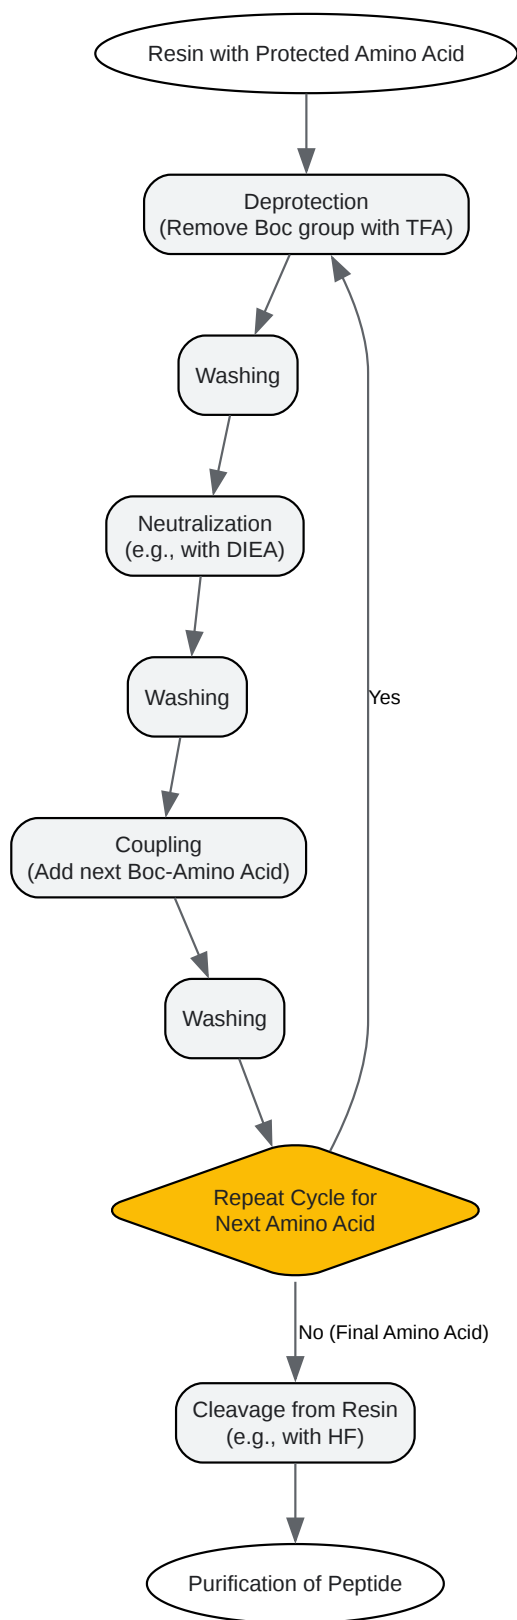 Resin with Protected Amino Acid
Deprotection
(Remove Boc group with TFA)
Washing
Neutralization
(e.g., with DIEA)
Washing
Yes
Coupling
(Add next Boc-Amino Acid)
Washing
Repeat Cycle for
Next Amino Acid
No (Final Amino Acid)
Cleavage from Resin
(e.g., with HF)
Purification of Peptide